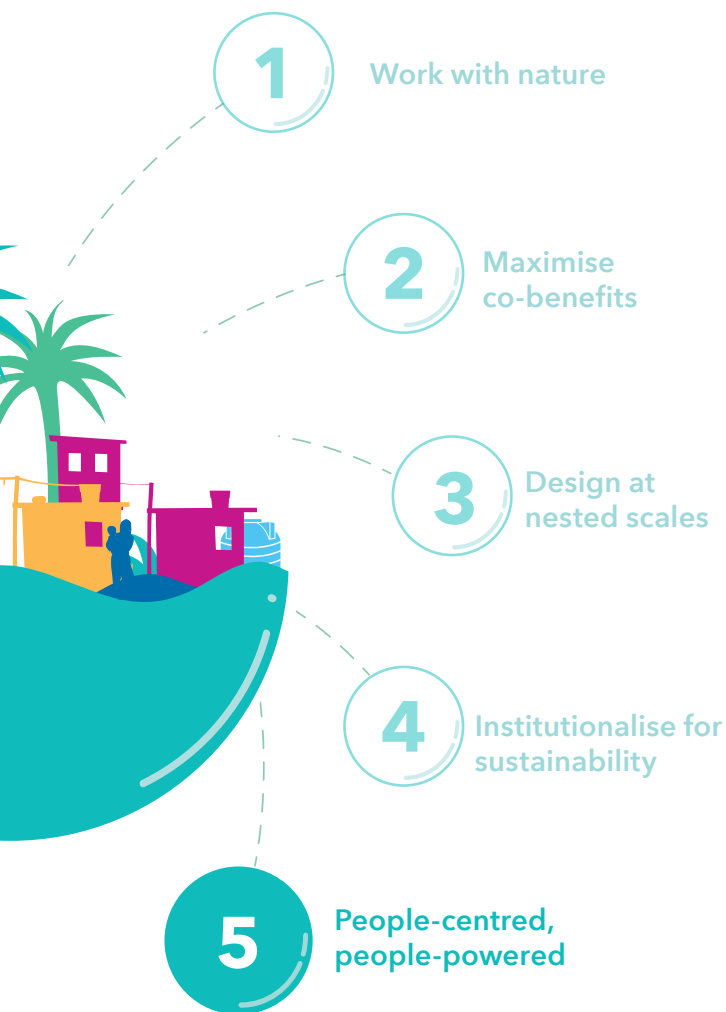 1
Work with nature
2
Maximise
co-benefits
3
Design at
nested scales
4
Institutionalise for
sustainability
5
People-centred,
people-powered